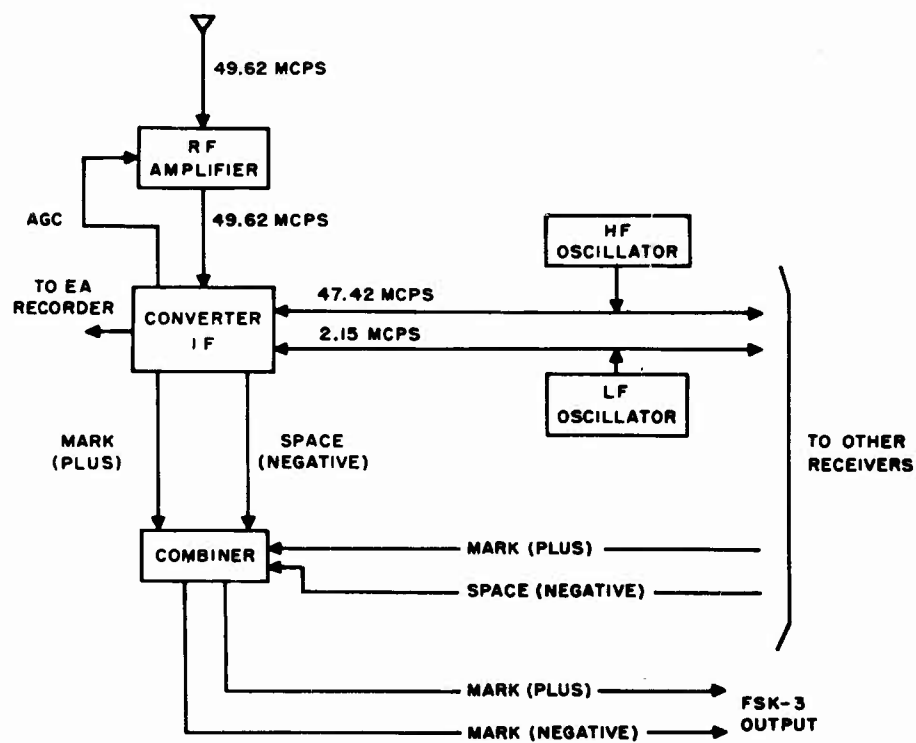 49.62 MCPS
RF
AMPLIFIER
AGC
49.62 MCPS
HF
OSCILLATOR
TO EA
RECORDER
CONVERTER
IF
47.42 MCPS
2.15 MCPS
LF
OSCILLATOR
MARK
(PLUS)
SPACE
(NEGATIVE)
TO OTHER
RECEIVERS
COMBINER
MARK (PLUS)
SPACE (NEGATIVE)
MARK (PLUS)
MARK (NEGATIVE)
FSK-3
OUTPUT